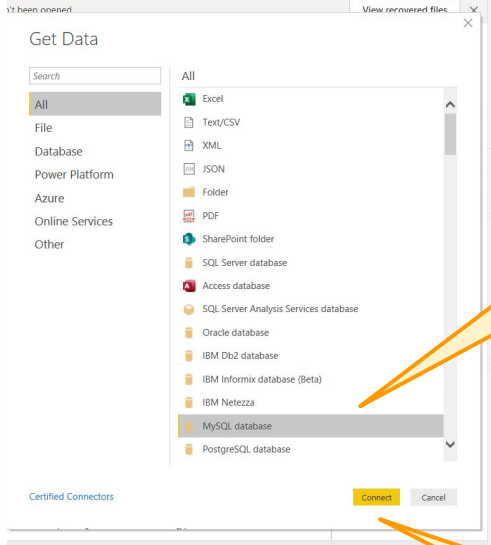 't been opened
View recovered files
Get Data
Search
All
File
Database
Power Platform
Azure
Online Services
Other
All
Excel
Text/CSV
XML
JSON
Folder
PDF
SharePoint folder
SQL Server database
Access database
SQL Server Analysis Services database
Oracle database
IBM Db2 database
IBM Informix database (Beta)
IBM Netezza
MySQL database
PostgreSQL database
Certified Connectors
Connect
Cancel